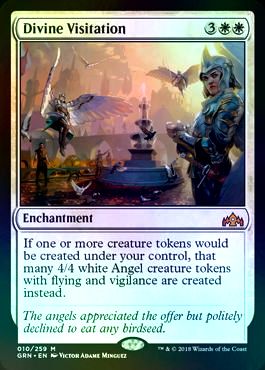 Divine Visitation 3
Enchantment
If one or more creature tokens would
be created under your control, that
many 4/4 white Angel creature tokens
with flying and vigilance are created
instead.
The angels appreciated the offer but politely
declined to eat any birdseed.
010/259 M
GRN • EN Victor Adame Minguez
™ & © 2018 Wizards of the Coast